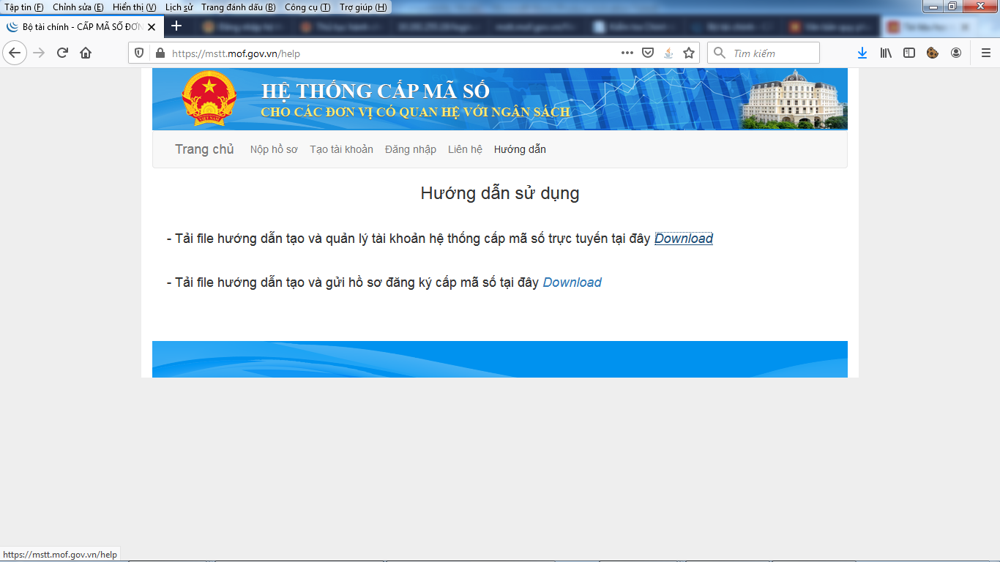 Tập tin (F) Chỉnh sửa (E) Hiển thị (V) Lịch sử Trang đánh dấu (B) Công cụ (T) Trợ giúp (H)
Bộ tài chính - CẤP MÃ SỐ ĐƠN
https://mstt.mof.gov.vn/help
Tìm kiếm
HỆ THỐNG CẤP MÃ SỐ
CHO CÁC ĐƠN VỊ CÓ QUAN HỆ VỚI NGÂN SÁCH
VIỆT NAM
Trang chủ Nộp hồ sơ Tạo tài khoản Đăng nhập Liên hệ Hướng dẫn
Hướng dẫn sử dụng
- Tải file hướng dẫn tạo và quản lý tài khoản hệ thống cấp mã số trực tuyến tại đây Download
- Tải file hướng dẫn tạo và gửi hồ sơ đăng ký cấp mã số tại đây Download
https://mstt.mof.gov.vn/help